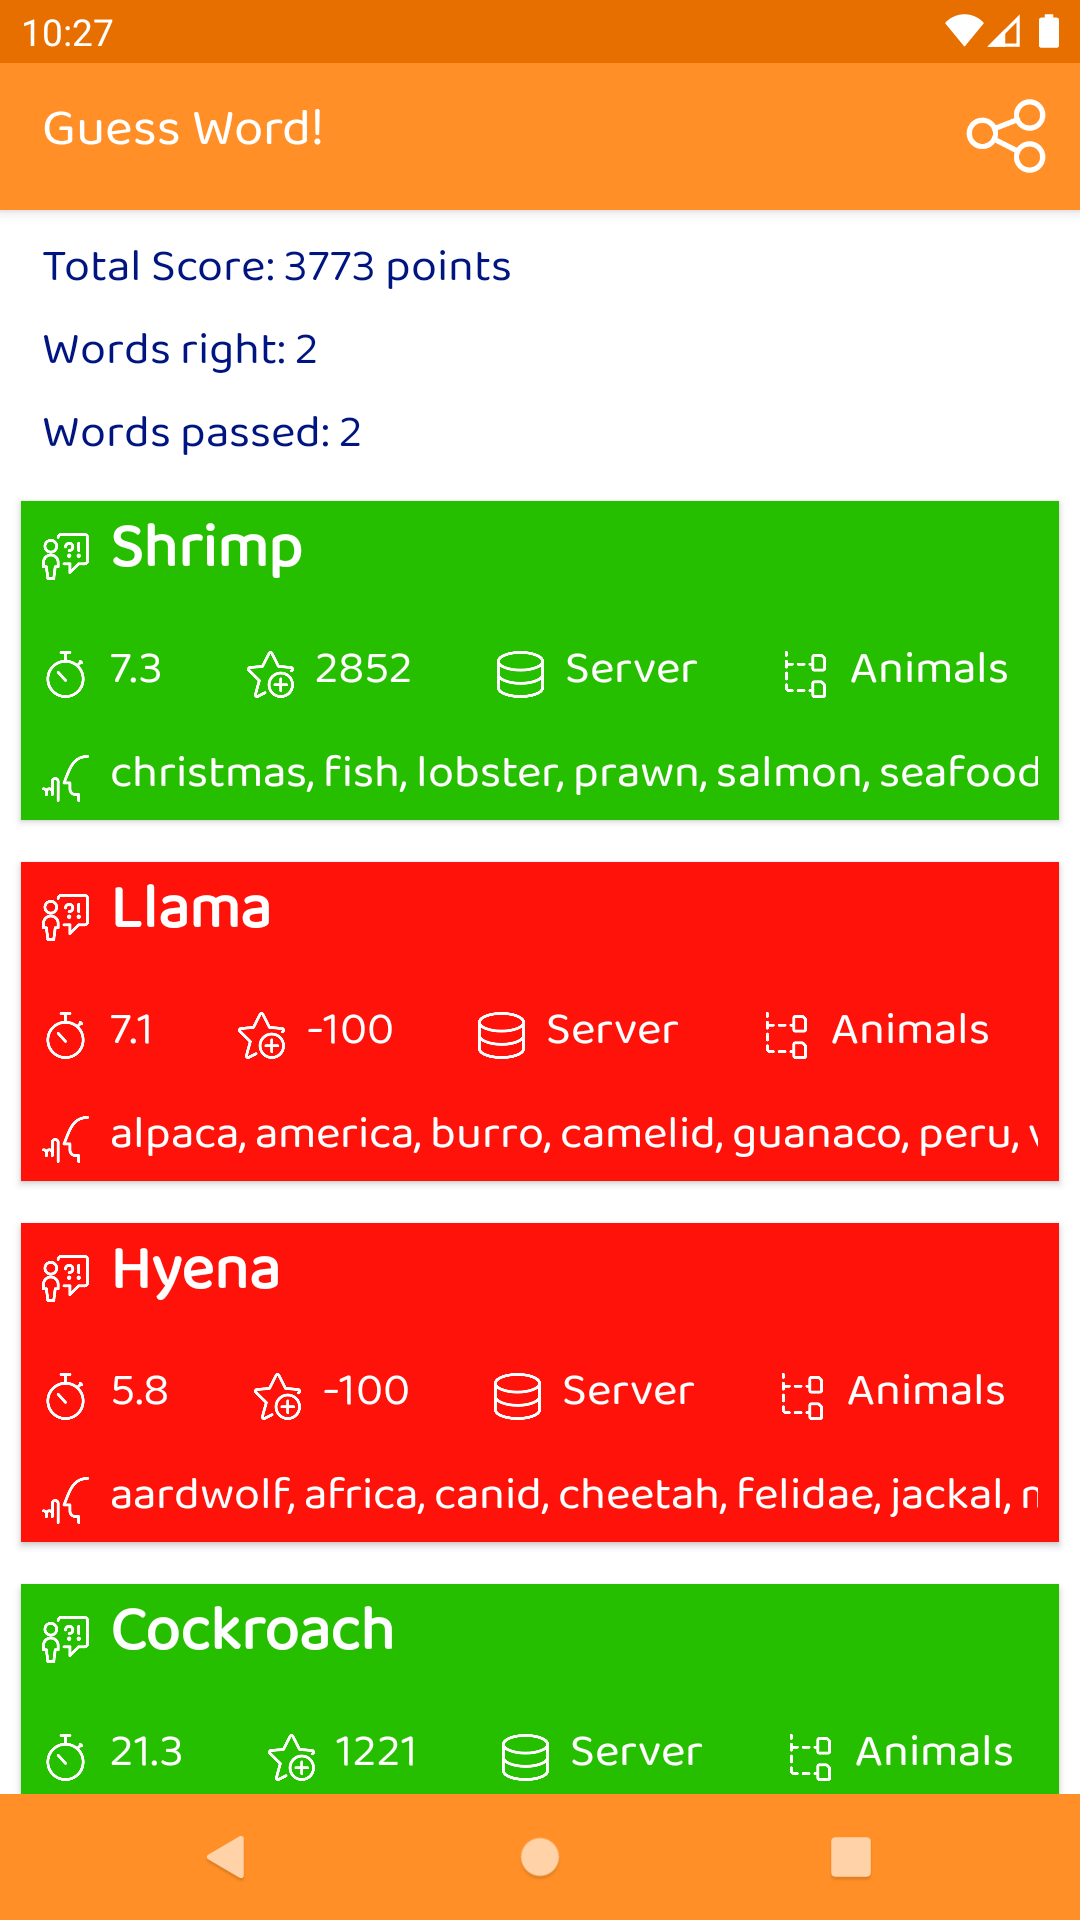 10:27
Guess Word!
Total Score: 3773 points
Words right: 2
Words passed: 2
Shrimp
7.3 2852 Server Animals
christmas, fish, lobster, prawn, salmon, seafood
Llama
7.1 -100 Server Animals
alpaca, america, burro, camelid, guanaco, peru,
Hyena
5.8 -100 Server Animals
aardwolf, africa, canid, cheetah, felidae, jackal,
Cockroach
21.3 1221 Server Animals